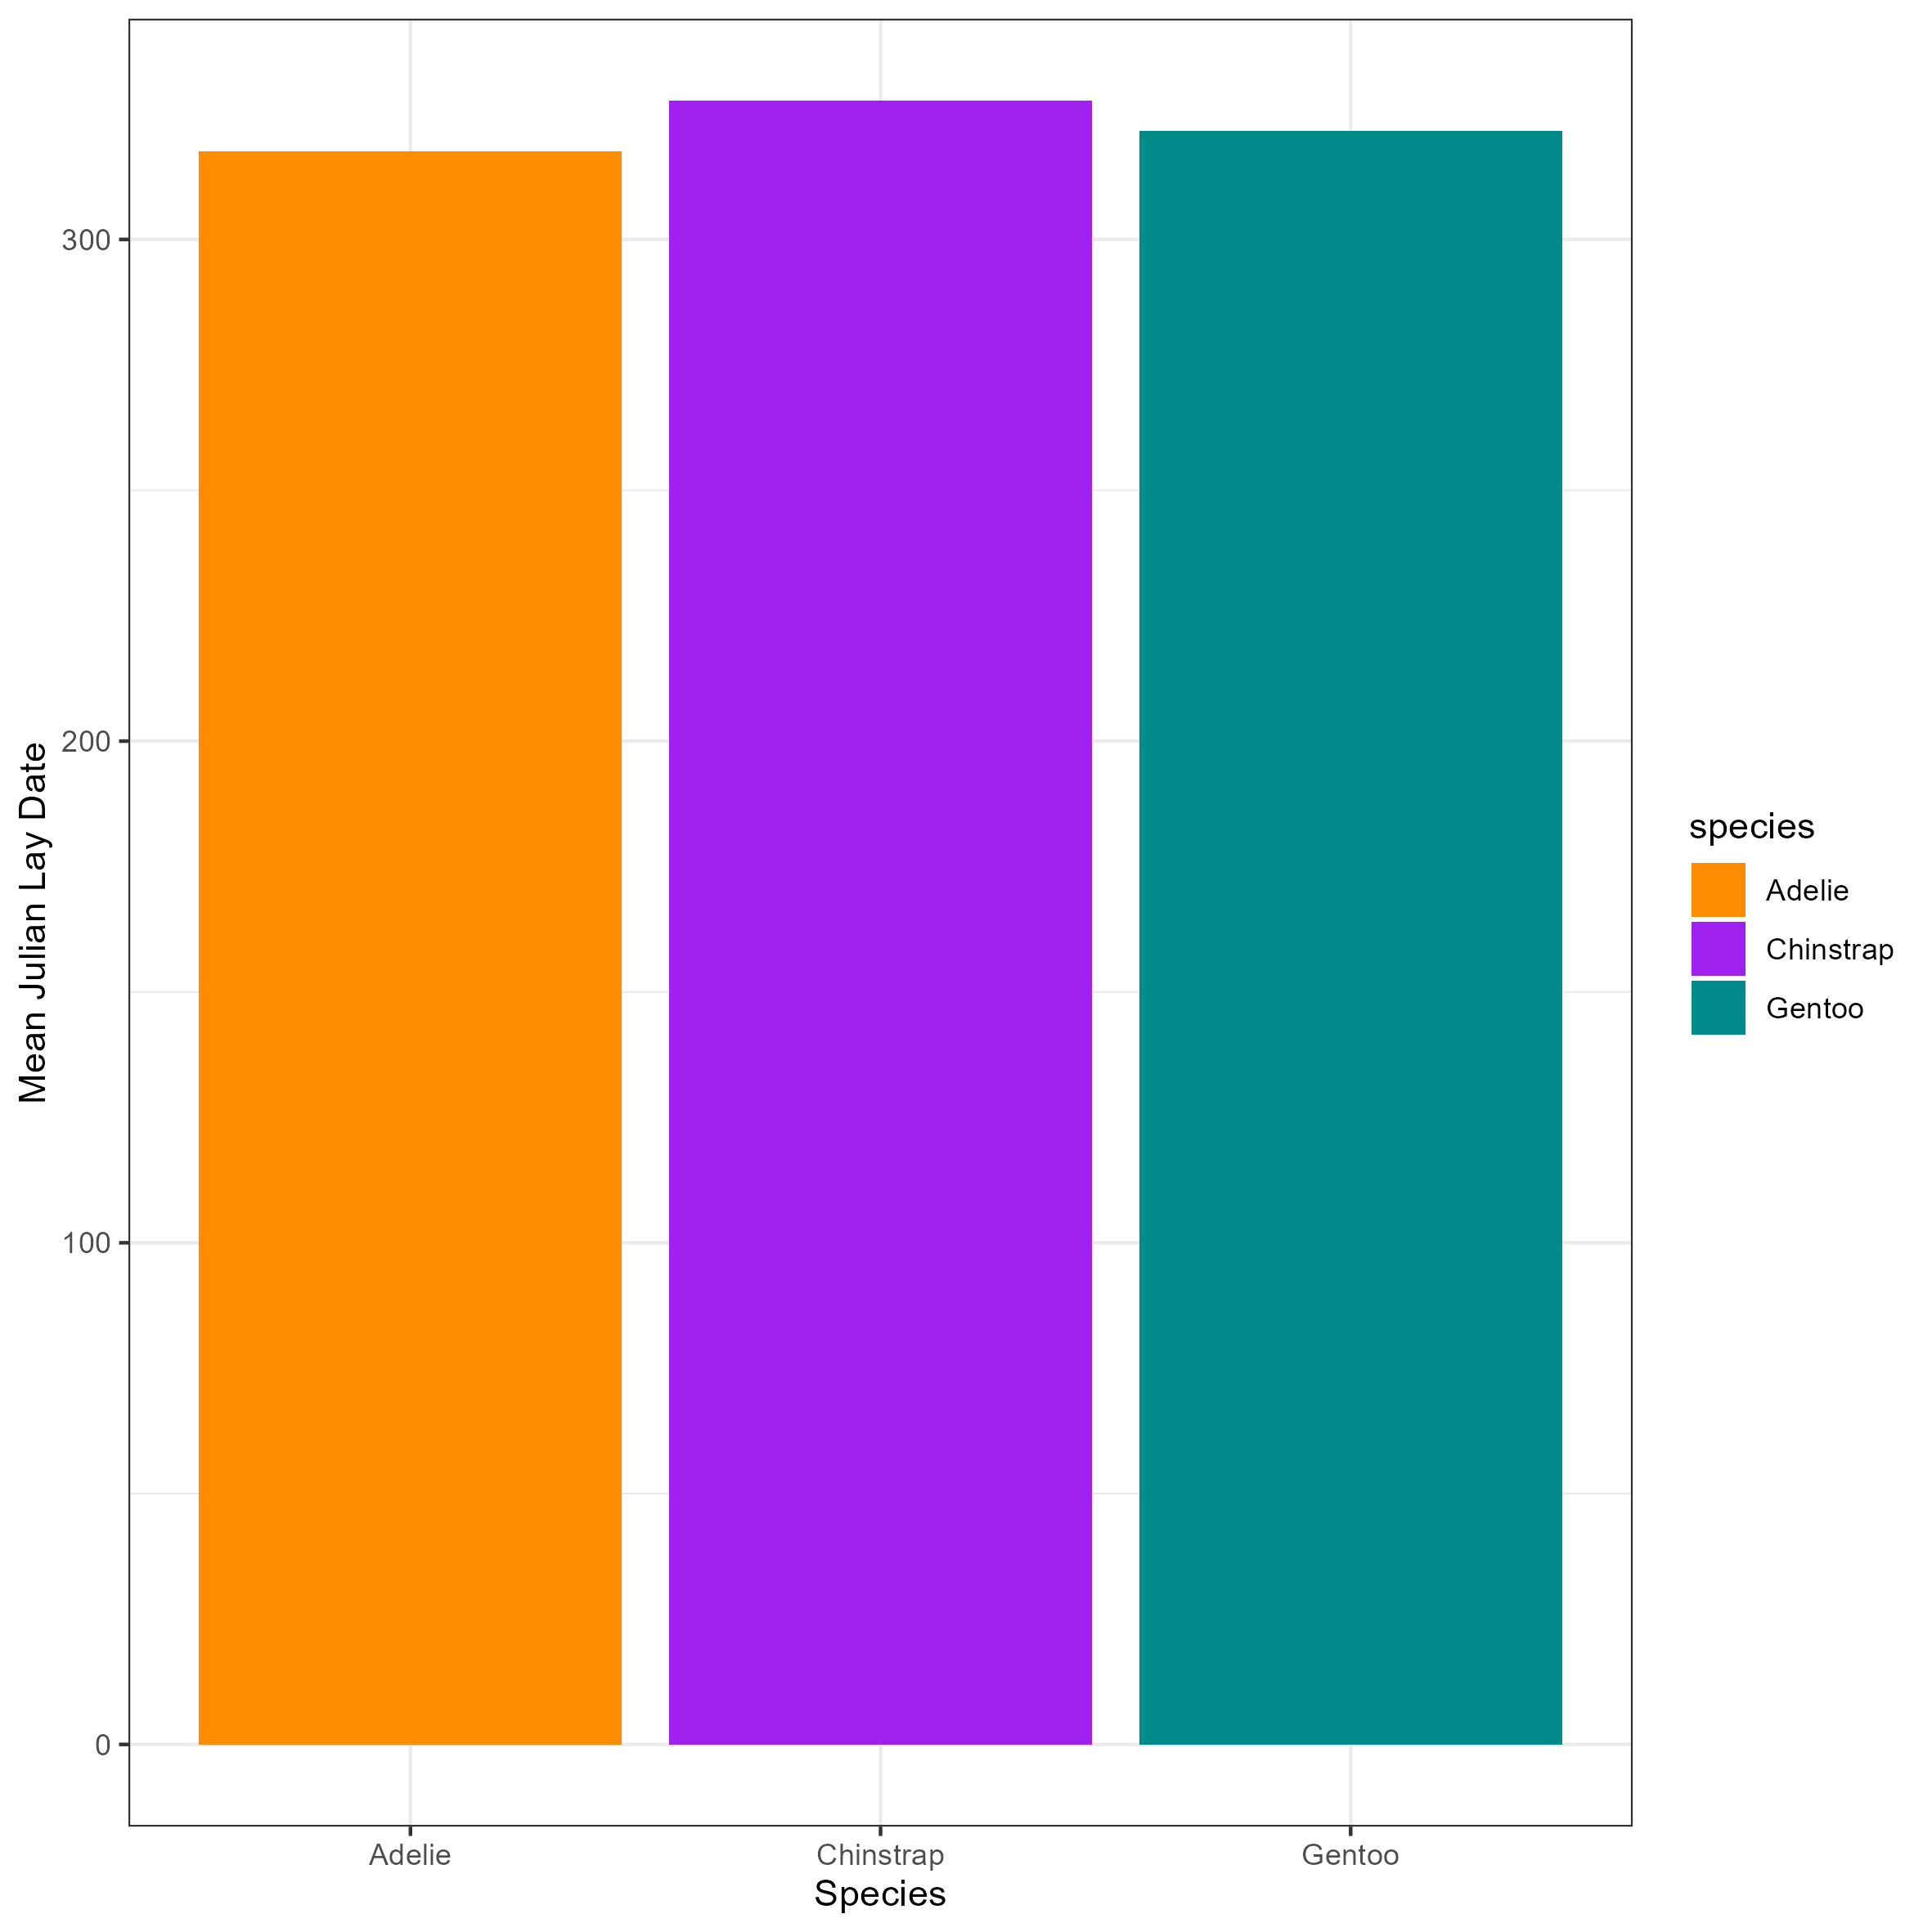 Mean Julian Lay Date
300
200
100
0
Adelie
Chinstrap
Gentoo
Species
species
Adelie
Chinstrap
Gentoo